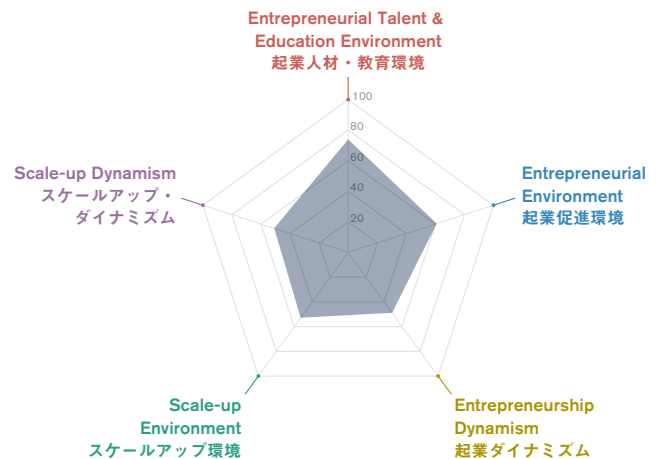 Entrepreneurial Talent &
Education Environment
起業人材・教育環境
100
80
60
40
20
Entrepreneurial
Environment
起業促進環境
Scale-up Dynamism
スケールアップ・
ダイナミズム
Scale-up
Environment
スケールアップ環境
Entrepreneurship
Dynamism
起業ダイナミズム